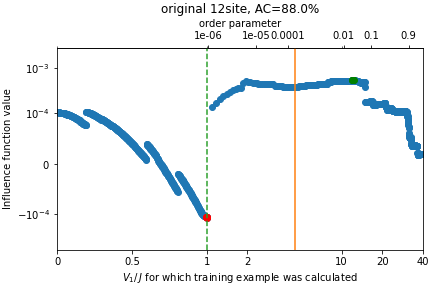 original 12site, AC=88.0%
order parameter
1e-06 1e-05 0.0001 0.01 0.1 0.9
Influence function value
10⁻³
10⁻⁴
0
−10⁻⁴
0 0.5 1 2 10 20 40
V₁/J for which training example was calculated